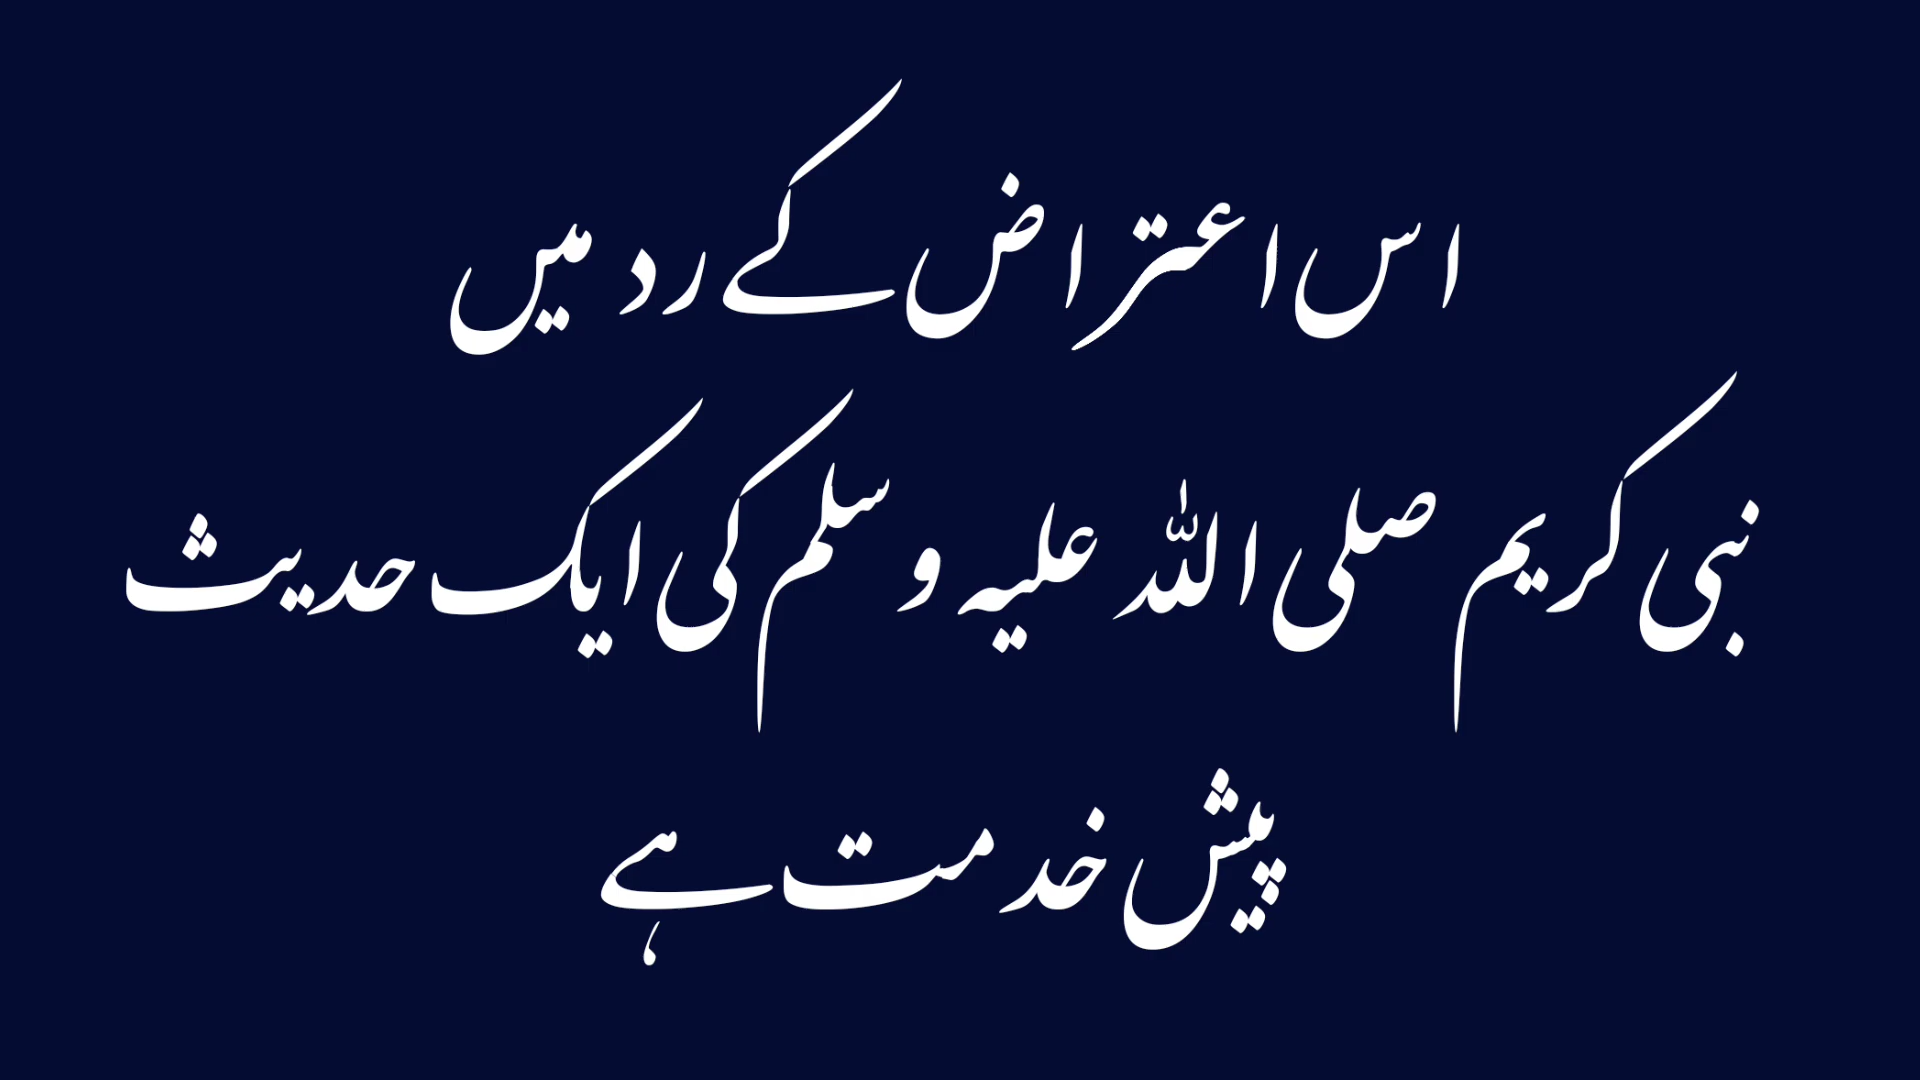 اس اعتراض کے رد میں
نبی کریم صلی اللہ علیہ وسلم کی ایک حدیث
پیش خدمت ہے